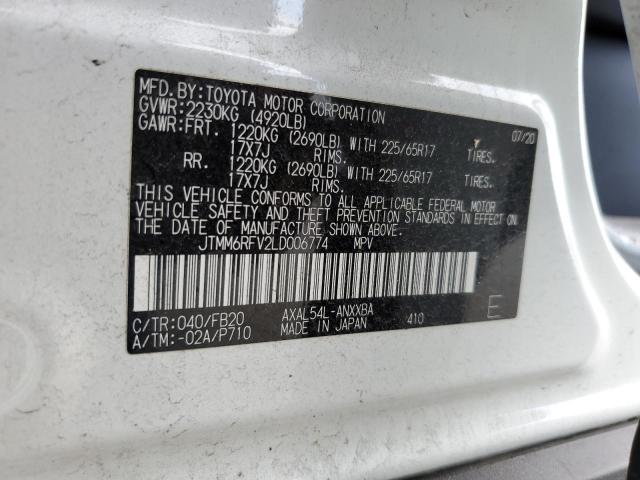 MFD. BY: TOYOTA MOTOR CORPORATION 07/20
GVWR: 2230KG (4920LB)
GAWR: FRT. 1220KG (2690LB) WITH 225/65R17 TIRES.
17X7J RIMS.
RR. 1220KG (2690LB) WITH 225/65R17 TIRES.
17X7J RIMS.
THIS VEHICLE CONFORMS TO ALL APPLICABLE FEDERAL MOTOR
VEHICLE SAFETY AND THEFT PREVENTION STANDARDS IN EFFECT ON
THE DATE OF MANUFACTURE SHOWN ABOVE.
JTMM6RFV2LD006774 MPV
C/TR: 040/FB20 AXAL54L-ANXXBA E
A/TM: -02A/P710 MADE IN JAPAN 410